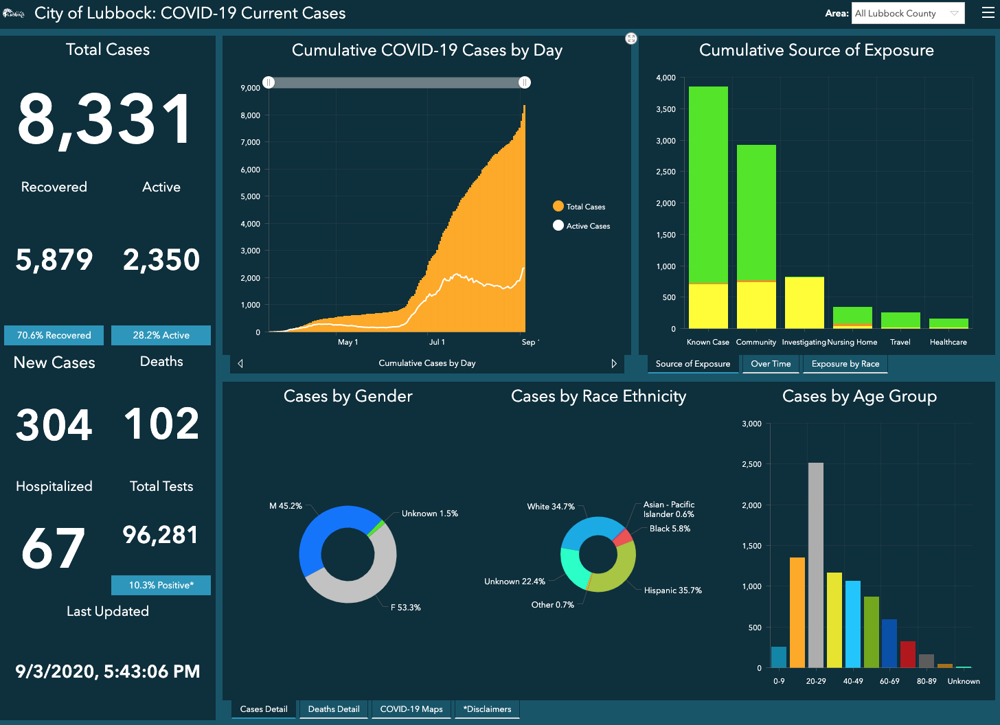 Lubbock
City of Lubbock: COVID-19 Current Cases
Area: All Lubbock County
Total Cases
8,331
Recovered Active
5,879 2,350
70.6% Recovered 28.2% Active
New Cases Deaths
304 102
Hospitalized Total Tests
67 96,281
10.3% Positive*
Last Updated
9/3/2020, 5:43:06 PM
Cumulative COVID-19 Cases by Day
9,000
8,000
7,000
6,000
5,000
4,000
3,000
2,000
1,000
0
May 1 Jul 1 Sep
Total Cases
Active Cases
Cumulative Cases by Day
Cumulative Source of Exposure
4,000
3,500
3,000
2,500
2,000
1,500
1,000
500
0
Known Case Community Investigating Nursing Home Travel Healthcare
Source of Exposure Over Time Exposure by Race
Cases by Gender
M 45.2%
Unknown 1.5%
F 53.3%
Cases by Race Ethnicity
White 34.7%
Asian - Pacific
Islander 0.6%
Black 5.8%
Unknown 22.4%
Hispanic 35.7%
Other 0.7%
Cases by Age Group
3,000
2,500
2,000
1,500
1,000
500
0
0-9 20-29 40-49 60-69 80-89 Unknown
Cases Detail Deaths Detail COVID-19 Maps *Disclaimers